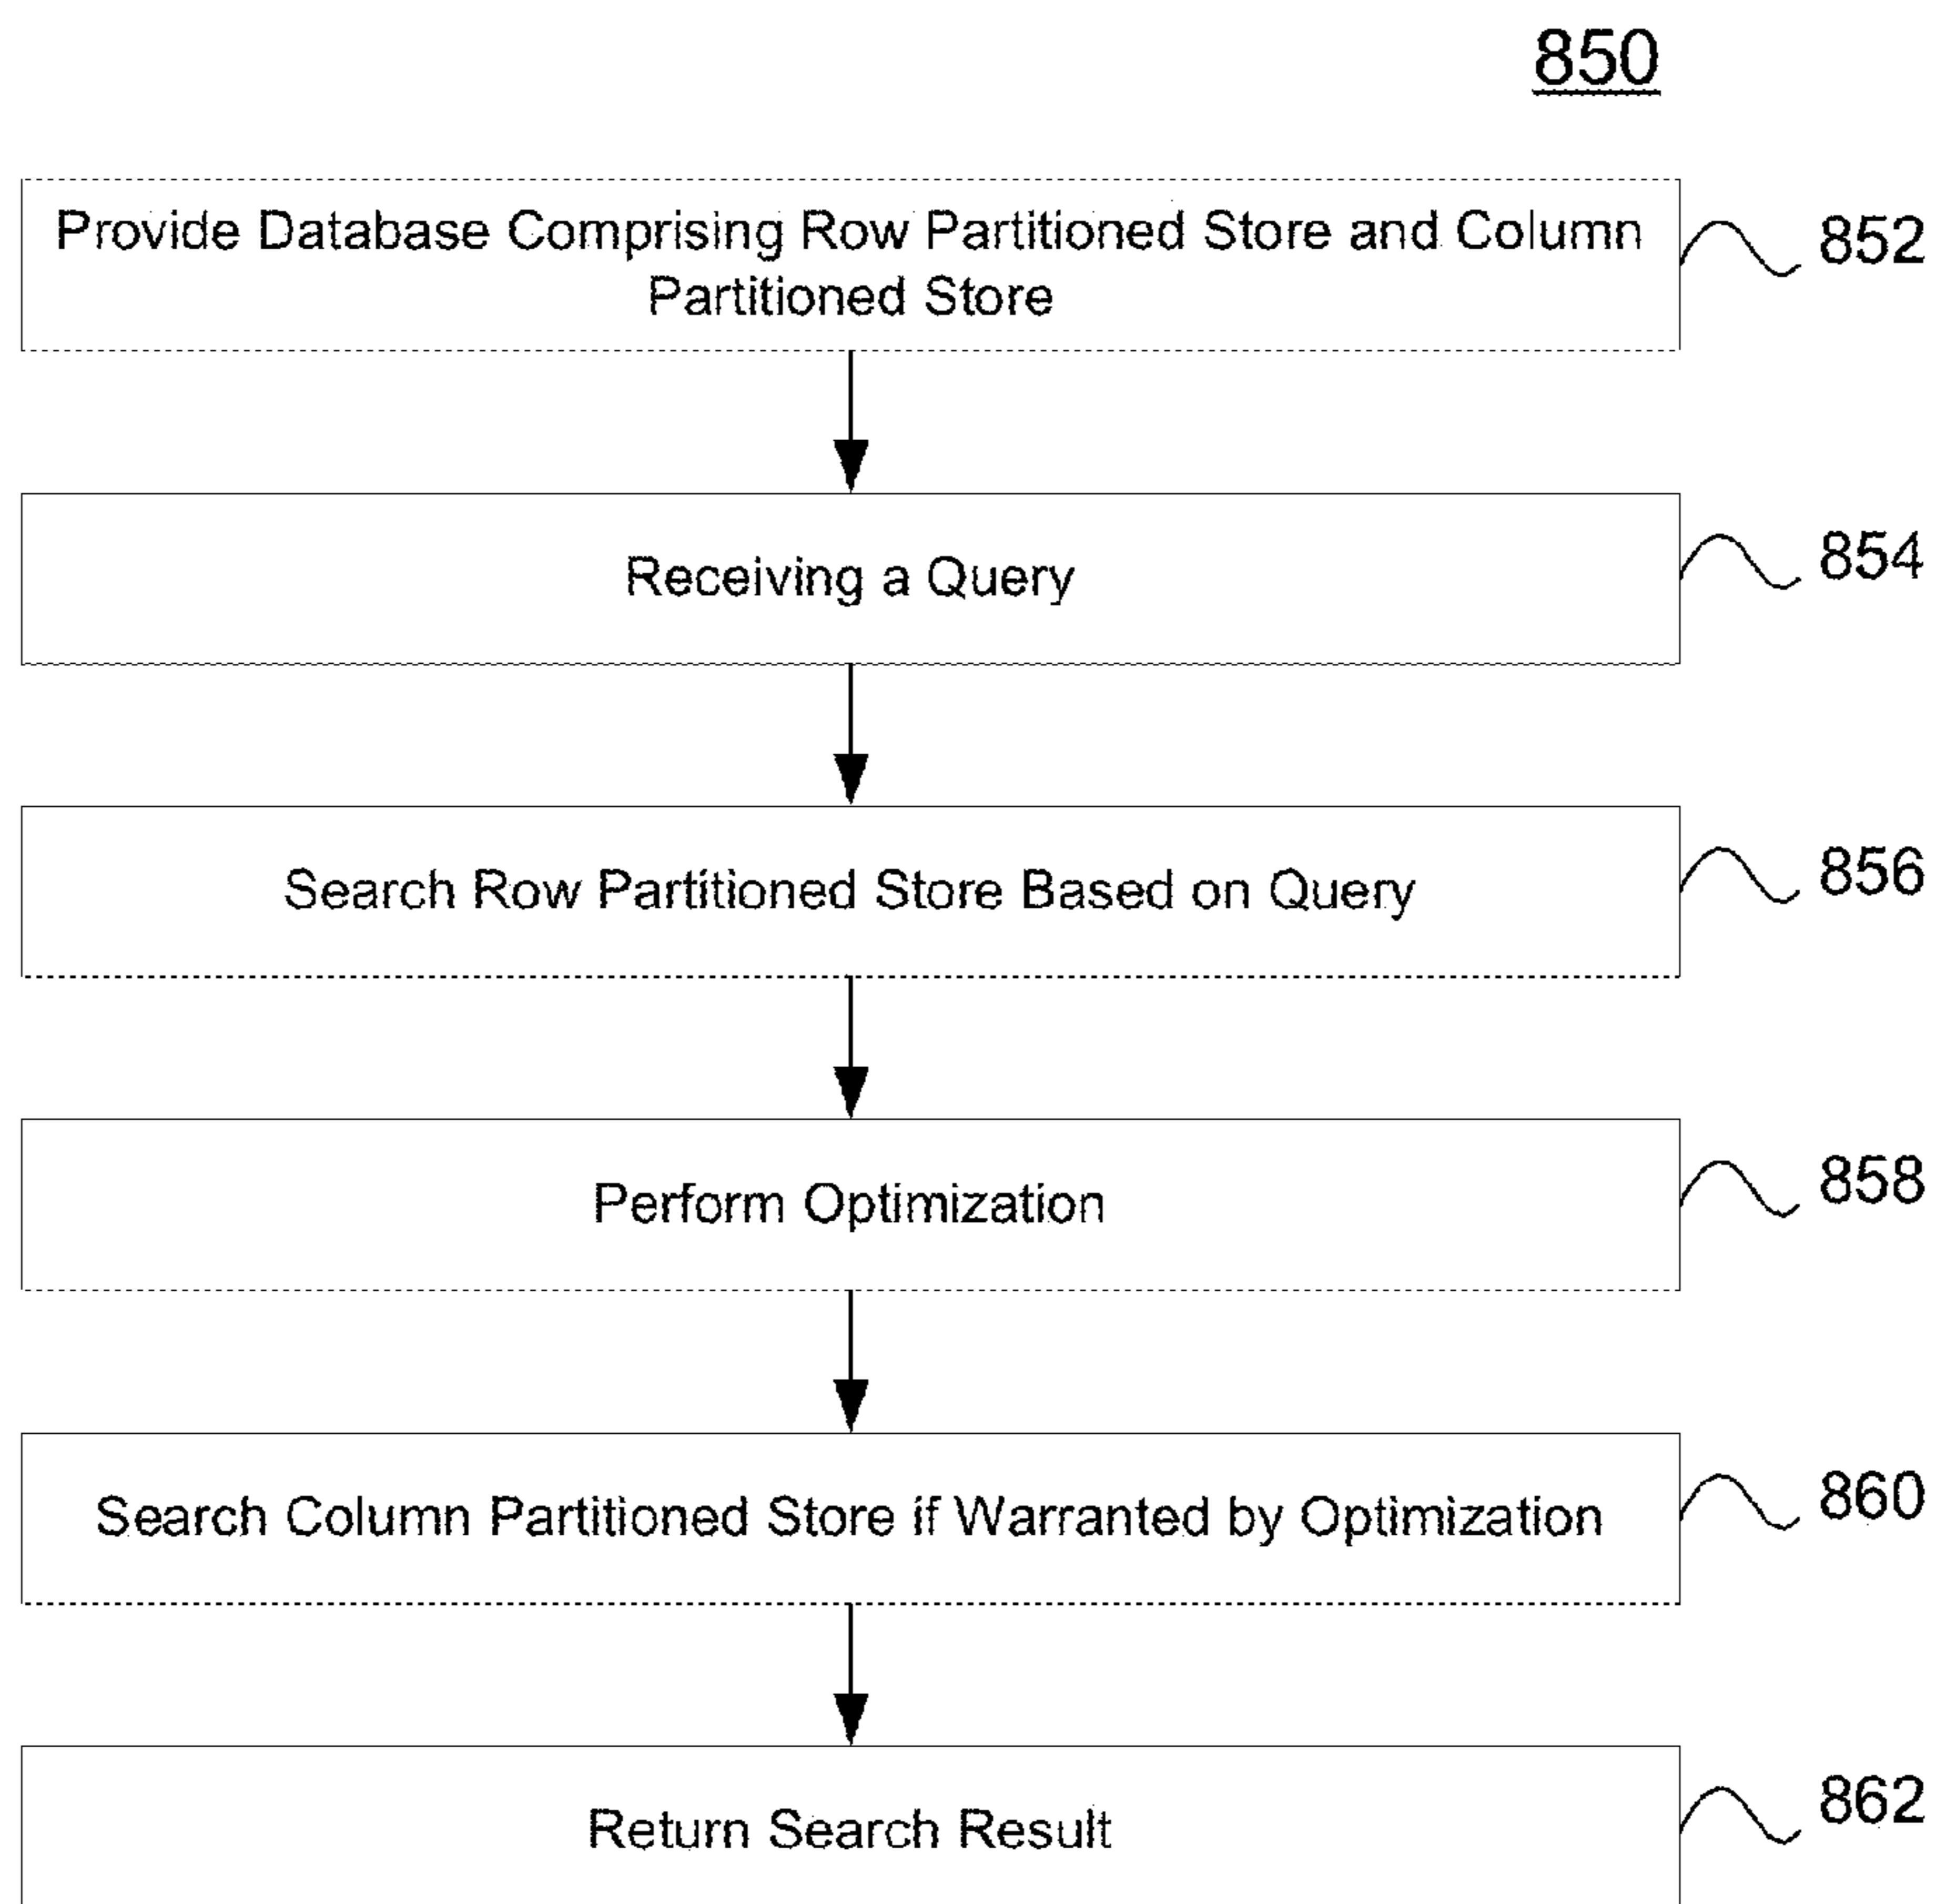 850
Provide Database Comprising Row Partitioned Store and Column
Partitioned Store
852
Receiving a Query
854
Search Row Partitioned Store Based on Query
856
Perform Optimization
858
Search Column Partitioned Store if Warranted by Optimization
860
Return Search Result
862